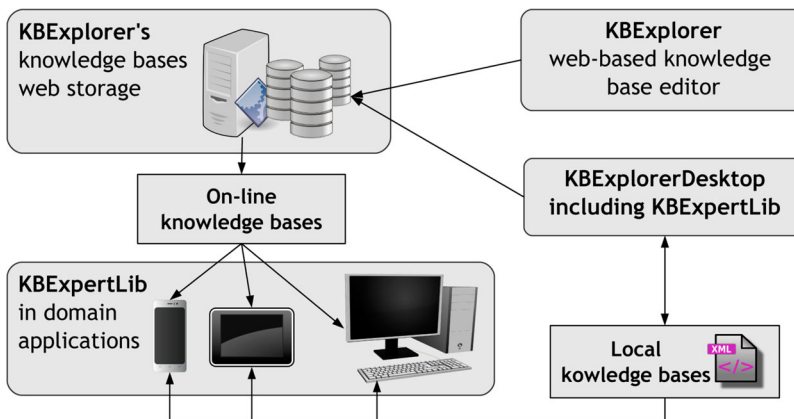 KBExplorer's
knowledge bases
web storage
KBExplorer
web-based knowledge
base editor
On-line
knowledge bases
KBExplorerDesktop
including KBExpertLib
KBExpertLib
in domain
applications
Local
kowledge bases
XML
</>